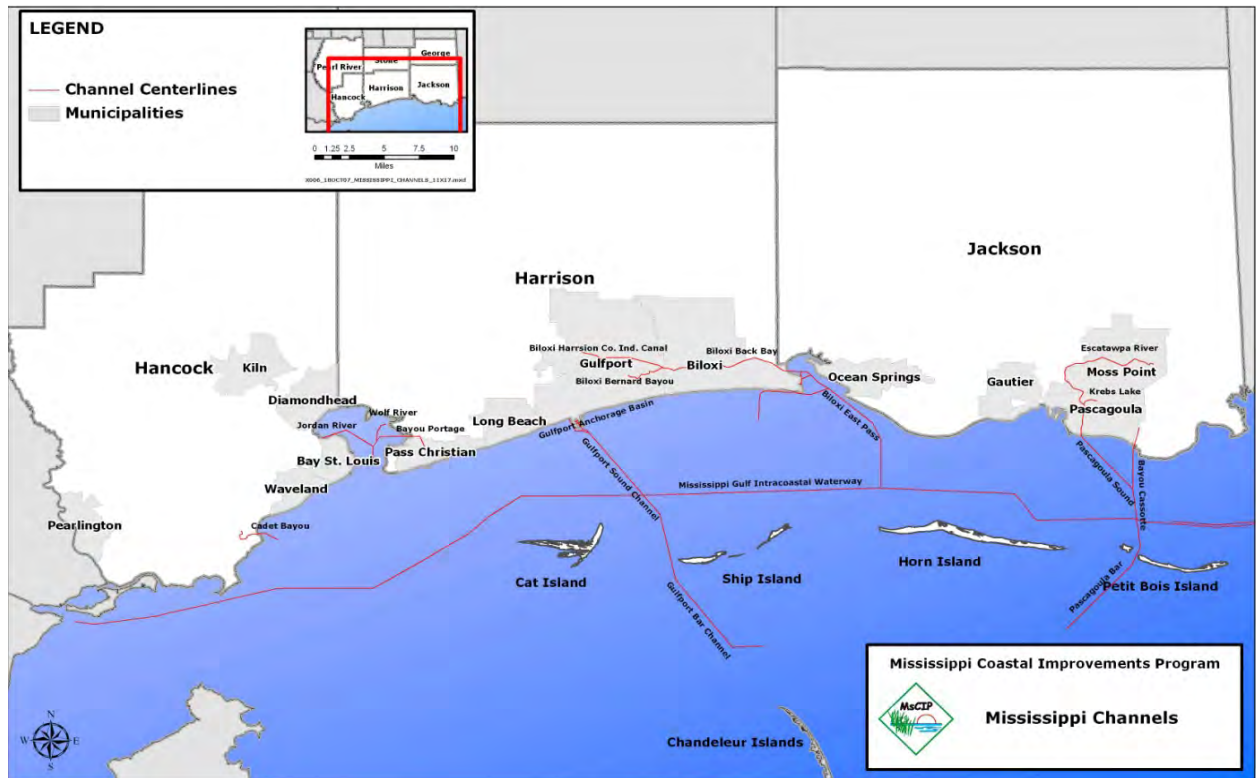 LEGEND
Channel Centerlines
Municipalities
Pearl River
Stone
George
Hancock
Harrison
Jackson
0 1.25 2.5 5 7.5 10
Miles
Jackson
Harrison
Hancock
Kiln
Diamondhead
Wolf River
Jordan River
Bayou Portage
Bay St. Louis
Pass Christian
Waveland
Pearlington
Cadet Bayou
Long Beach
Biloxi Harrsion Co. Ind. Canal
Gulfport
Biloxi Bernard Bayou
Biloxi
Biloxi Back Bay
Ocean Springs
Gautier
Escatawpa River
Moss Point
Krebs Lake
Pascagoula
Gulfport Anchorage Basin
Gulfport Sound Channel
Biloxi East Pass
Mississippi Gulf Intracoastal Waterway
Pascagoula Sound
Bayou Cassotte
Cat Island
Ship Island
Horn Island
Petit Bois Island
Pascagoula Bar
Gulfport Bar Channel
Chandeleur Islands
N
W E
S
Mississippi Coastal Improvements Program
MsCIP
Mississippi Channels